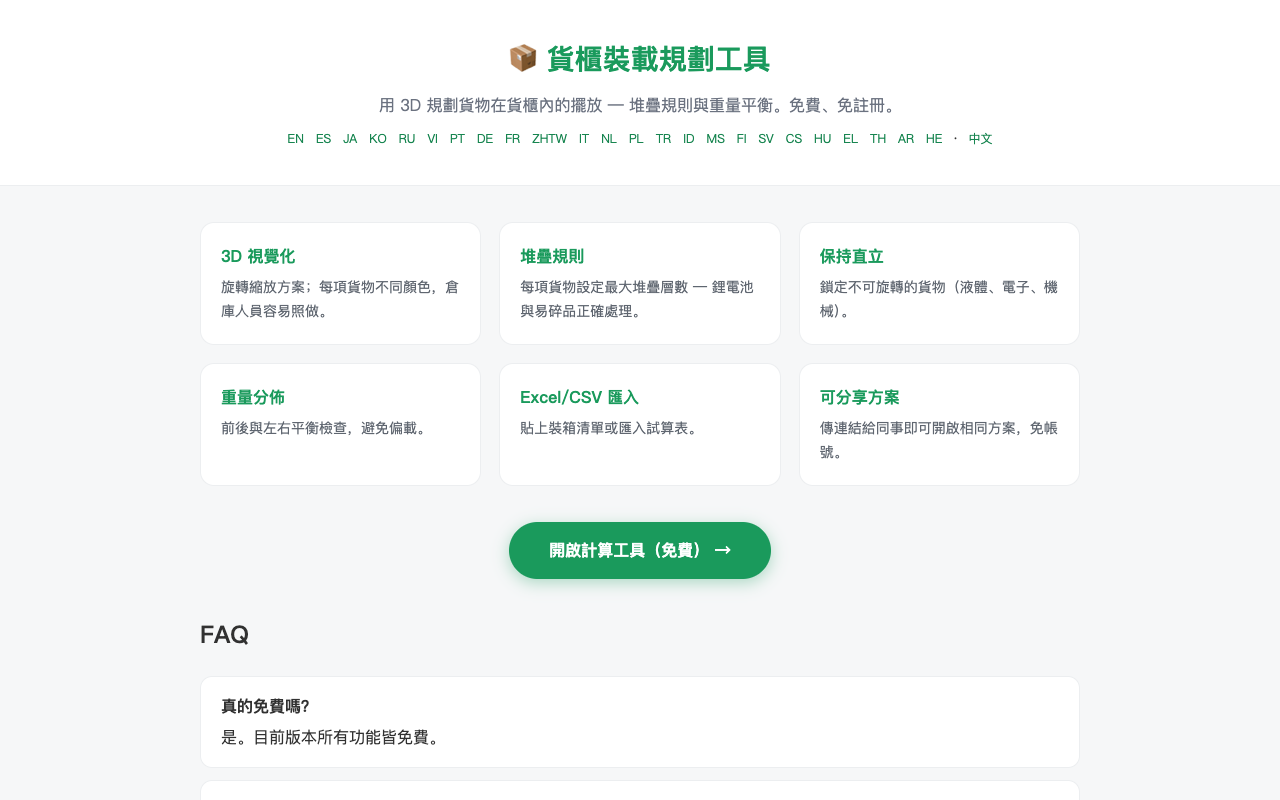 📦 貨櫃裝載規劃工具
用 3D 規劃貨物在貨櫃內的擺放 — 堆疊規則與重量平衡。免費、免註冊。
EN ES JA KO RU VI PT DE FR ZHTW IT NL PL TR ID MS FI SV CS HU EL TH AR HE · 中文
3D 視覺化
旋轉縮放方案；每項貨物不同顏色，倉
庫人員容易照做。
堆疊規則
每項貨物設定最大堆疊層數 — 鋰電池
與易碎品正確處理。
保持直立
鎖定不可旋轉的貨物（液體、電子、機
械）。
重量分佈
前後與左右平衡檢查，避免偏載。
Excel/CSV 匯入
貼上裝箱清單或匯入試算表。
可分享方案
傳連結給同事即可開啟相同方案，免帳
號。
開啟計算工具（免費） →
FAQ
真的免費嗎?
是。目前版本所有功能皆免費。